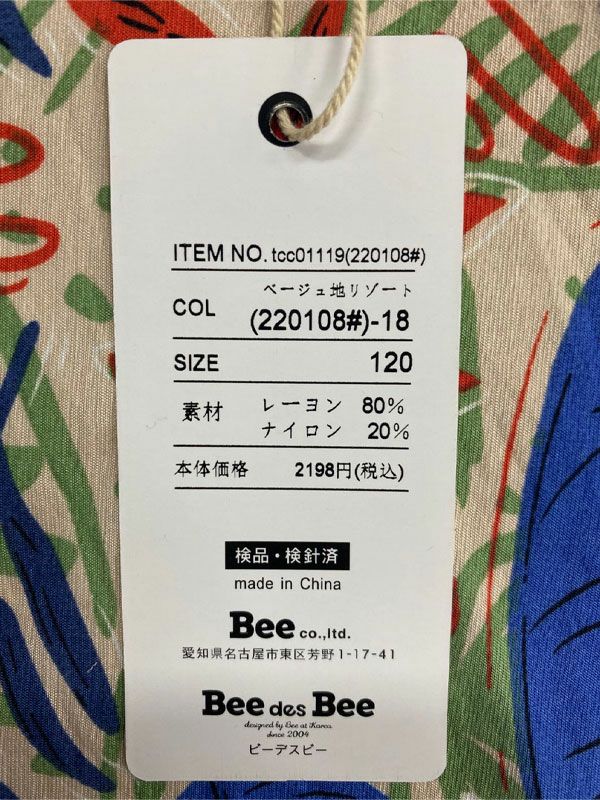 ITEM NO. tcc01119(220108#)
ベージュ地リゾート
COL (220108#)-18
SIZE 120
素材 レーヨン 80%
ナイロン 20%
本体価格 2198円(税込)
検品・検針済
made in China
Bee co.,ltd.
愛知県名古屋市東区芳野1-17-41
Bee des Bee
designed by Bee at Korea
since 2004
ビーデスビー